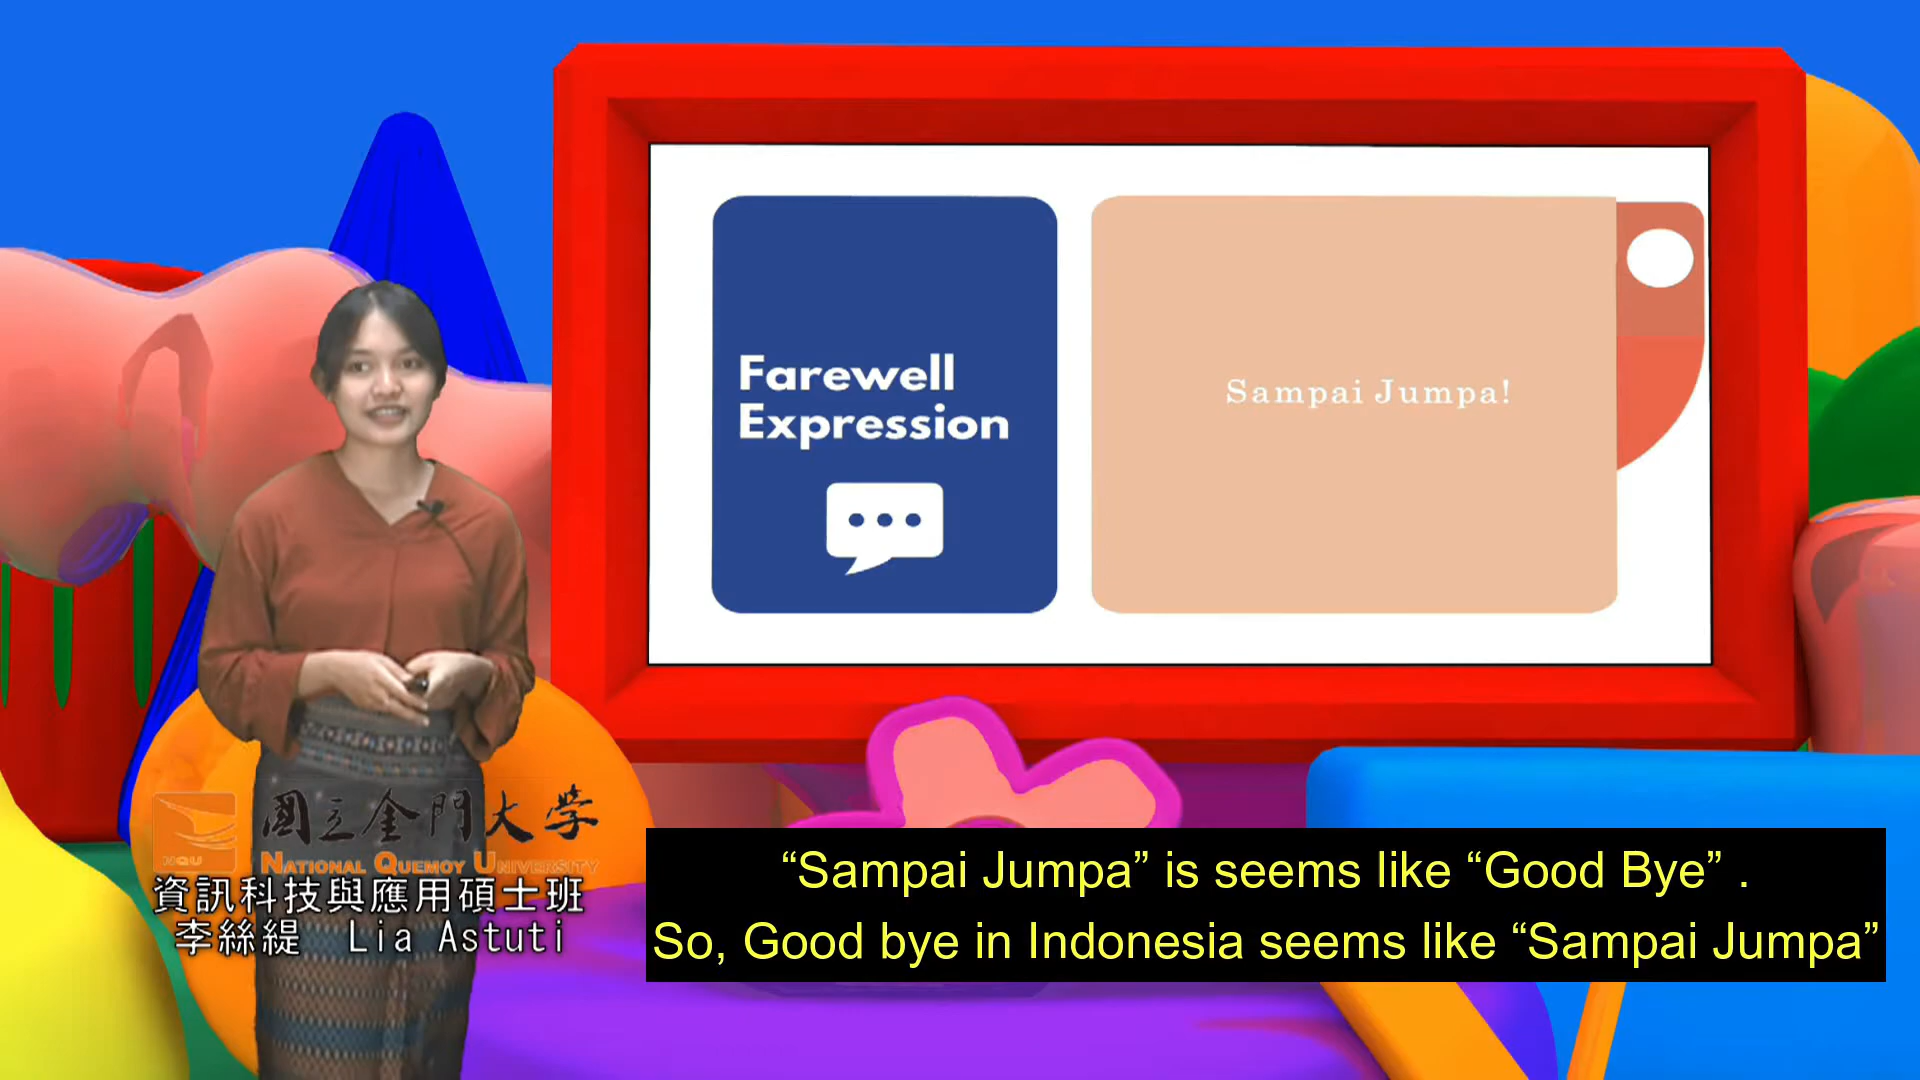 Farewell
Expression
Sampai Jumpa!
NQU
國立金門大學
NATIONAL QUEMOY UNIVERSITY
資訊科技與應用碩士班
李絲緹 Lia Astuti
“Sampai Jumpa” is seems like “Good Bye” .
So, Good bye in Indonesia seems like “Sampai Jumpa”